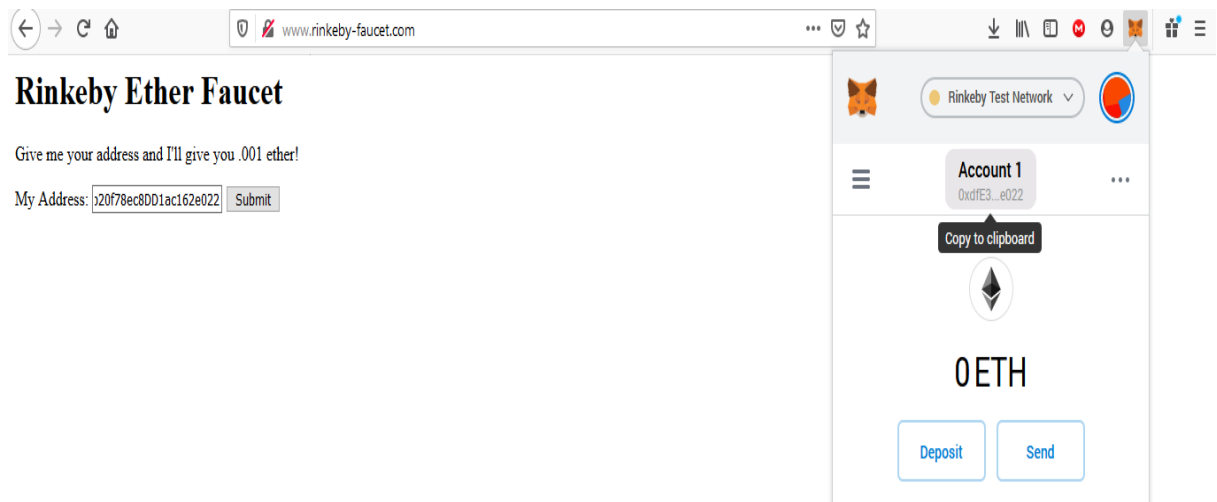 www.rinkeby-faucet.com
Rinkeby Ether Faucet
Give me your address and I'll give you .001 ether!
My Address: 20f78ec8DD1ac162e022 Submit
Rinkeby Test Network
Account 1
0xdfE3...e022
Copy to clipboard
0 ETH
Deposit Send